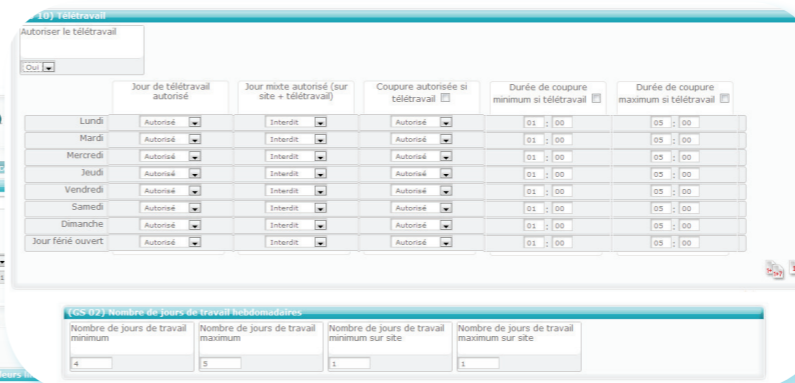 10) Télétravail
Autoriser le télétravail
Oui
Jour de télétravail autorisé
Jour mixte autorisé (sur site + télétravail)
Coupure autorisée si télétravail
Durée de coupure minimum si télétravail
Durée de coupure maximum si télétravail
Lundi Autorisé Interdit Autorisé 01 : 00 05 : 00
Mardi Autorisé Interdit Autorisé 01 : 00 05 : 00
Mercredi Autorisé Interdit Autorisé 01 : 00 05 : 00
Jeudi Autorisé Interdit Autorisé 01 : 00 05 : 00
Vendredi Autorisé Interdit Autorisé 01 : 00 05 : 00
Samedi Autorisé Interdit Autorisé 01 : 00 05 : 00
Dimanche Autorisé Interdit Autorisé 01 : 00 05 : 00
Jour férié ouvert Autorisé Interdit Autorisé 01 : 00 05 : 00
(GS 02) Nombre de jours de travail hebdomadaires
Nombre de jours de travail minimum
Nombre de jours de travail maximum
Nombre de jours de travail minimum sur site
Nombre de jours de travail maximum sur site
4 5 1 1